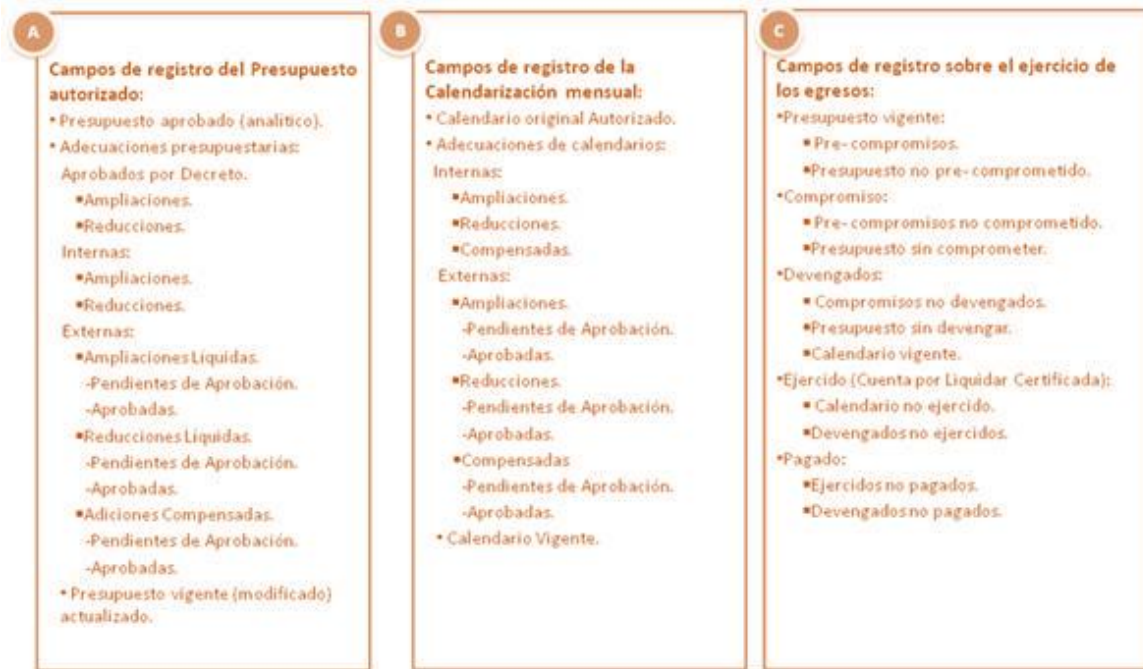 A
Campos de registro del Presupuesto
autorizado:
• Presupuesto aprobado (analitico).
• Adecuaciones presupuestarias:
Aprobados por Decreto.
▪Ampliaciones.
▪Reducciones.
Internas:
▪Ampliaciones.
▪Reducciones.
Externas:
▪Ampliaciones Líquidas.
-Pendientes de Aprobación.
-Aprobadas.
▪Reducciones Líquidas.
-Pendientes de Aprobación.
-Aprobadas.
▪Adiciones Compensadas.
-Pendientes de Aprobación.
-Aprobadas.
• Presupuesto vigente (modificado)
actualizado.
B
Campos de registro de la
Calendarización mensual:
• Calendario original Autorizado.
• Adecuaciones de calendarios:
Internas:
▪Ampliaciones.
▪Reducciones.
▪Compensadas.
Externas:
▪Ampliaciones.
-Pendientes de Aprobación.
-Aprobadas.
▪Reducciones.
-Pendientes de Aprobación.
-Aprobadas.
▪Compensadas
-Pendientes de Aprobación.
-Aprobadas.
• Calendario Vigente.
C
Campos de registro sobre el ejercicio de
los egresos:
•Presupuesto vigente:
▪ Pre- compromisos.
▪Presupuesto no pre- comprometido.
•Compromiso:
▪ Pre- compromisos no comprometido.
▪Presupuesto sin comprometer.
•Devengados:
▪ Compromisos no devengados.
▪Presupuesto sin devengar.
▪Calendario vigente.
•Ejercido (Cuenta por Liquidar Certificada):
▪ Calendario no ejercido.
▪Devengados no ejercidos.
•Pagado:
▪Ejercidos no pagados.
▪Devengados no pagados.